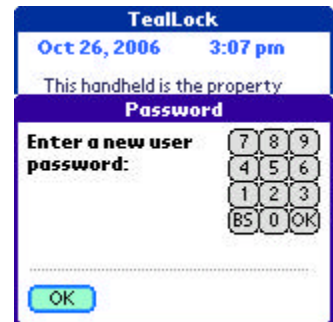 TealLock
Oct 26, 2006 3:07 pm
This handheld is the property
Password
Enter a new user
password:
7 8 9
4 5 6
1 2 3
BS 0 OK
OK